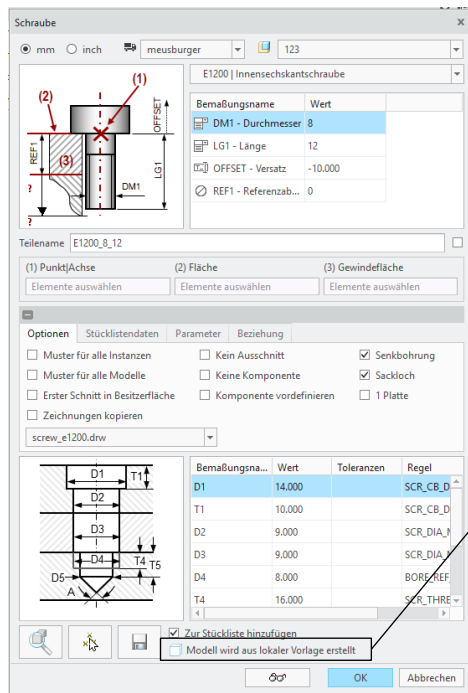 Schraube x
mm inch meusburger 123
E1200 | Innensechskantschraube
(1)
(2)
OFFSET
REF1
(3)
LG1
?
DM1
?
Bemaßungsname Wert
DM1 - Durchmesser 8
LG1 - Länge 12
OFFSET - Versatz -10.000
REF1 - Referenzab... 0
Teilename E1200_8_12
(1) Punkt|Achse (2) Fläche (3) Gewindefläche
Elemente auswählen Elemente auswählen Elemente auswählen
Optionen Stücklistendaten Parameter Beziehung
Muster für alle Instanzen Kein Ausschnitt Senkbohrung
Muster für alle Modelle Keine Komponente Sackloch
Erster Schnitt in Besitzerfläche Komponente vordefinieren 1 Platte
Zeichnungen kopieren
screw_e1200.drw
D1 T1
D2
D3
D4 T4 T5
D5
A
Bemaßungsna... Wert Toleranzen Regel
D1 14.000 SCR_CB_D
T1 10.000 SCR_CB_D
D2 9.000 SCR_DIA_M
D3 9.000 SCR_DIA_M
D4 8.000 BORE_REF_
T4 16.000 SCR_THRE
Zur Stückliste hinzufügen
Modell wird aus lokaler Vorlage erstellt
OK Abbrechen